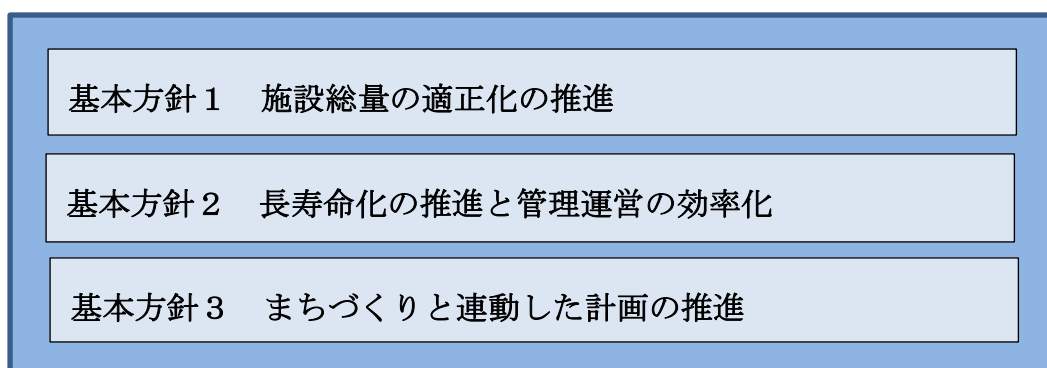 基本方針１　施設総量の適正化の推進
基本方針２　長寿命化の推進と管理運営の効率化
基本方針３　まちづくりと連動した計画の推進